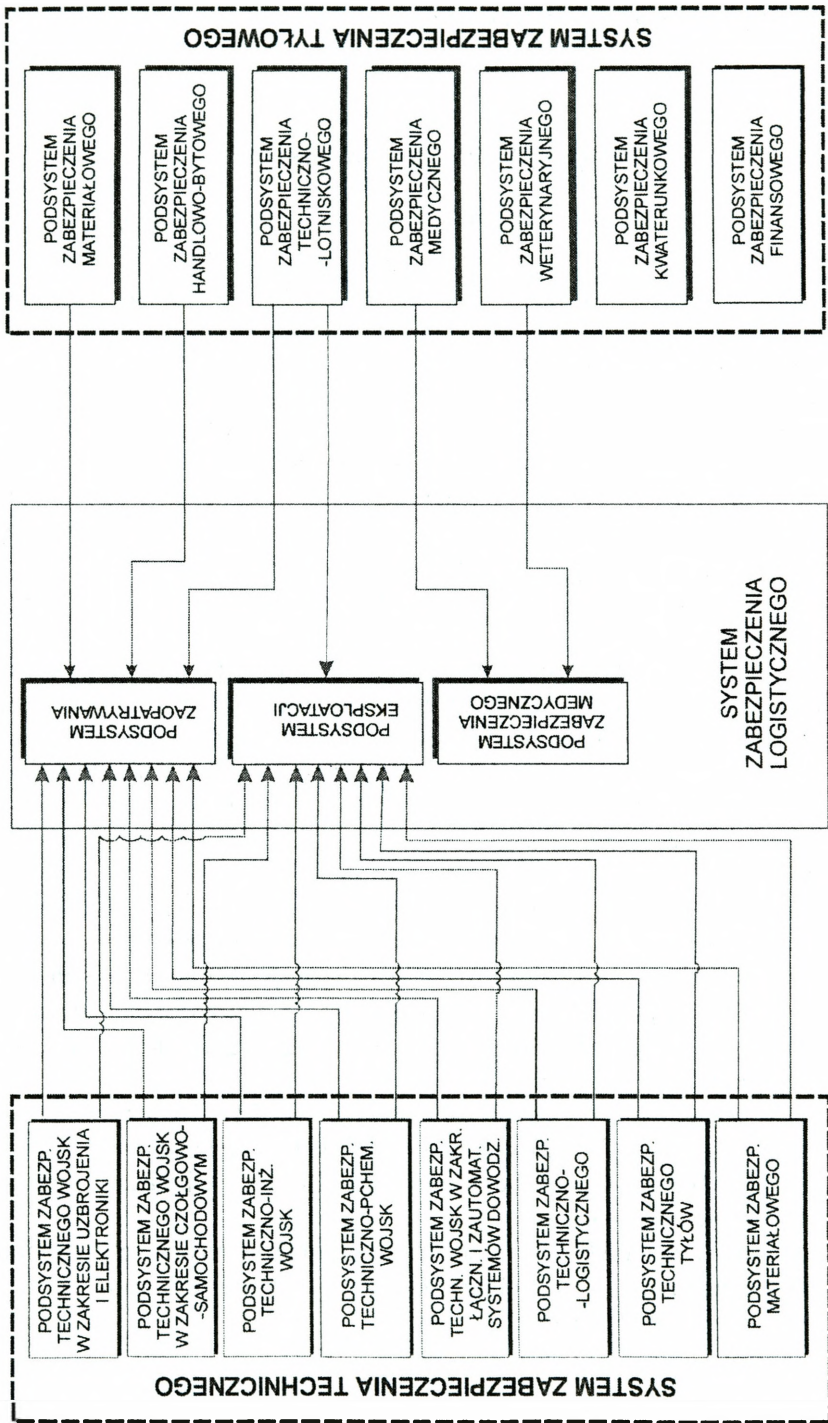 SYSTEM ZABEZPIECZENIA TECHNICZNEGO
PODSYSTEM ZABEZP.
TECHNICZNEGO WOJSK
W ZAKRESIE UZBROJENIA
I ELEKTRONIKI
PODSYSTEM ZABEZP.
TECHNICZNEGO WOJSK
W ZAKRESIE CZOŁGOWO-
-SAMOCHODOWYM
PODSYSTEM ZABEZP.
TECHNICZNO-INŻ.
WOJSK
PODSYSTEM ZABEZP.
TECHNICZNO-PCHEM.
WOJSK
PODSYSTEM ZABEZP.
TECHN. WOJSK W ZAKR.
ŁĄCZN. I ZAUTOMAT.
SYSTEMÓW DOWODZ.
PODSYSTEM ZABEZP.
TECHNICZNO-
-LOGISTYCZNEGO
PODSYSTEM ZABEZP.
TECHNICZNEGO
TYŁÓW
PODSYSTEM ZABEZP.
MATERIAŁOWEGO
PODSYSTEM
ZAOPATRYWANIA
PODSYSTEM
EKSPLOATACJI
PODSYSTEM
ZABEZPIECZENIA
MEDYCZNEGO
SYSTEM
ZABEZPIECZENIA
LOGISTYCZNEGO
PODSYSTEM
ZABEZPIECZENIA
MATERIAŁOWEGO
PODSYSTEM
ZABEZPIECZENIA
HANDLOWO-BYTOWEGO
PODSYSTEM
ZABEZPIECZENIA
TECHNICZNO-
-LOTNISKOWEGO
PODSYSTEM
ZABEZPIECZENIA
MEDYCZNEGO
PODSYSTEM
ZABEZPIECZENIA
WETERYNARYJNEGO
PODSYSTEM
ZABEZPIECZENIA
KWATERUNKOWEGO
PODSYSTEM
ZABEZPIECZENIA
FINANSOWEGO
SYSTEM ZABEZPIECZENIA TYŁOWEGO